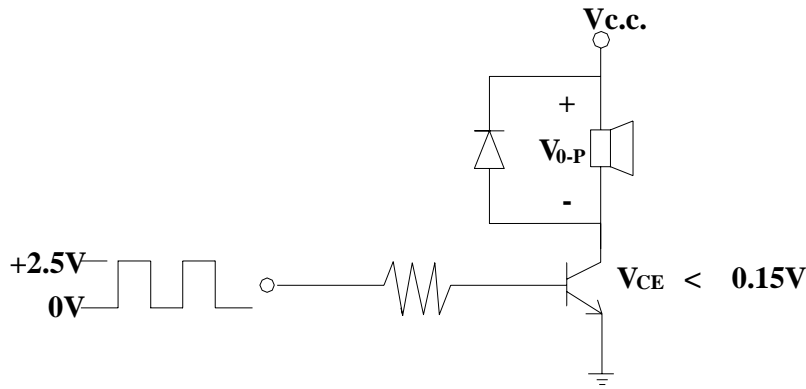 Vc.c.
+
V0-P
-
+2.5V
0V
VCE < 0.15V